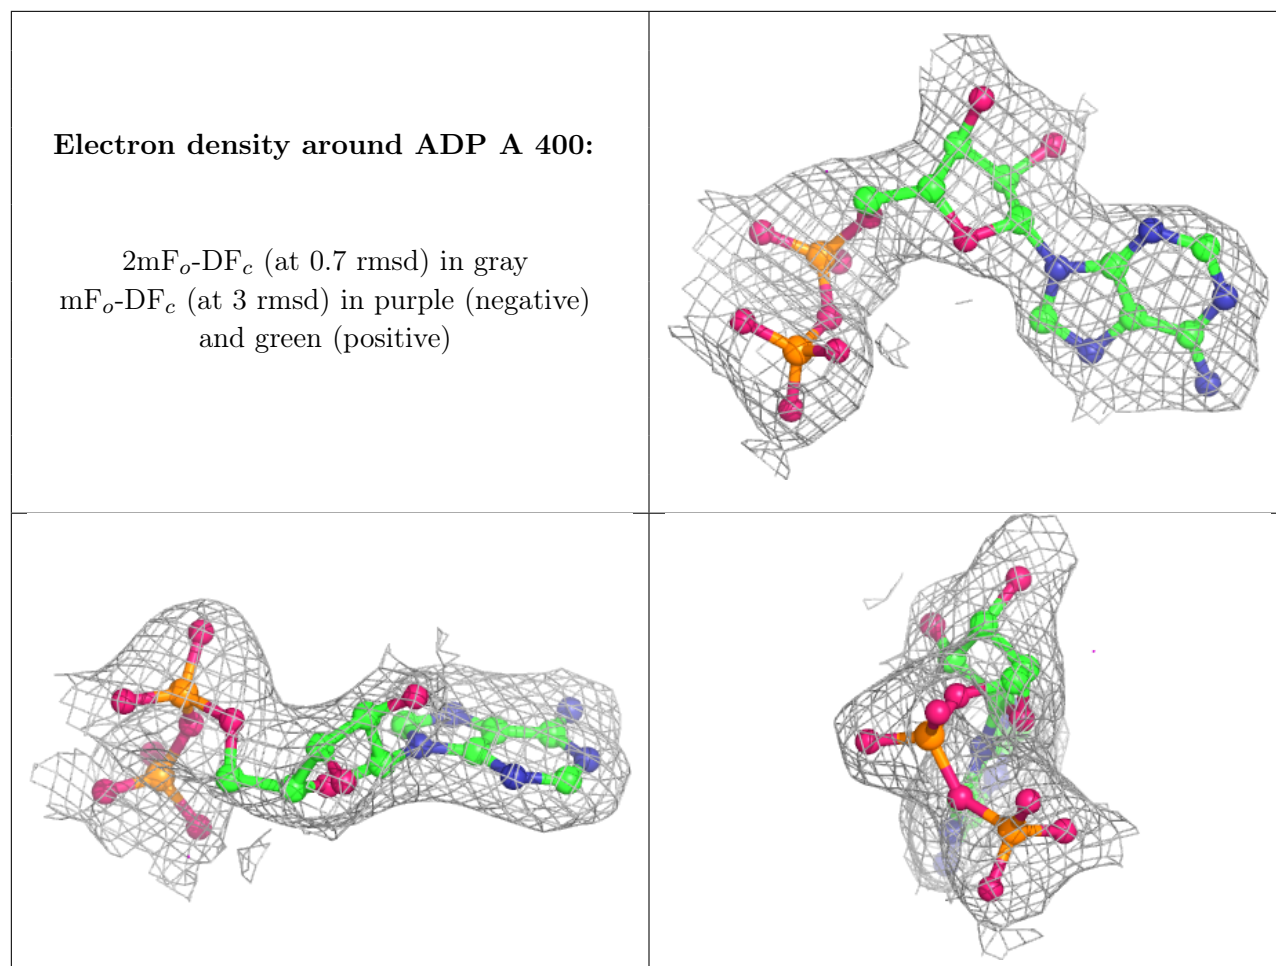 Electron density around ADP A 400:
2mFo-DFc (at 0.7 rmsd) in gray
mFo-DFc (at 3 rmsd) in purple (negative)
and green (positive)